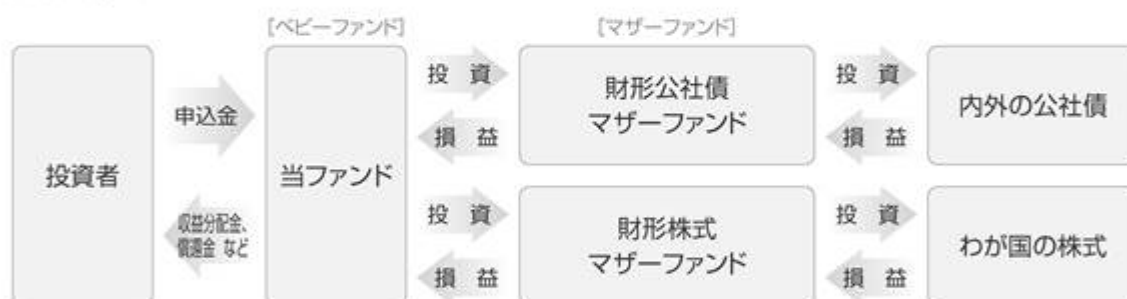 [ベビーファンド]
[マザーファンド]
投資者
申込金
収益分配金、
償還金 など
当ファンド
投 資
損 益
財形公社債
マザーファンド
投 資
損 益
内外の公社債
投 資
損 益
財形株式
マザーファンド
投 資
損 益
わが国の株式